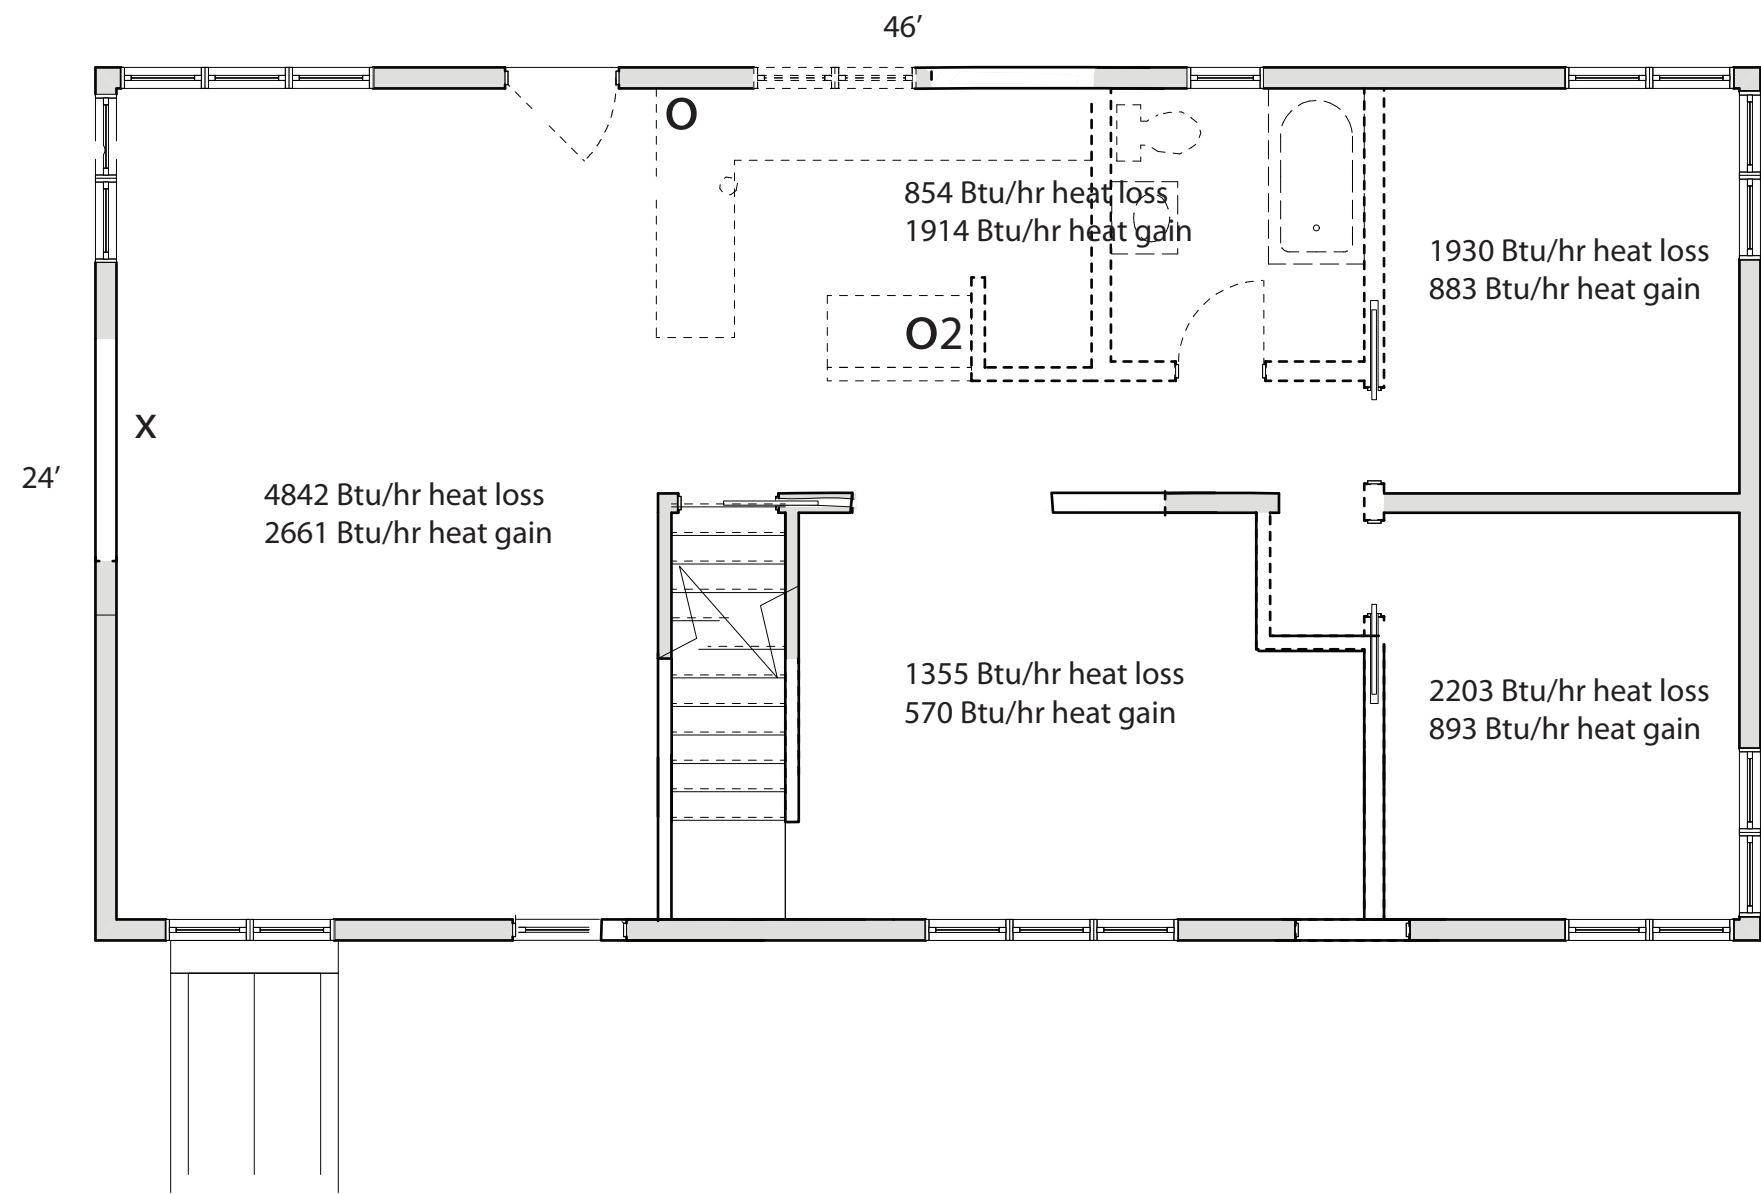 46’
O
854 Btu/hr heat loss
1914 Btu/hr heat gain
1930 Btu/hr heat loss
883 Btu/hr heat gain
O2
x
24’
4842 Btu/hr heat loss
2661 Btu/hr heat gain
1355 Btu/hr heat loss
570 Btu/hr heat gain
2203 Btu/hr heat loss
893 Btu/hr heat gain